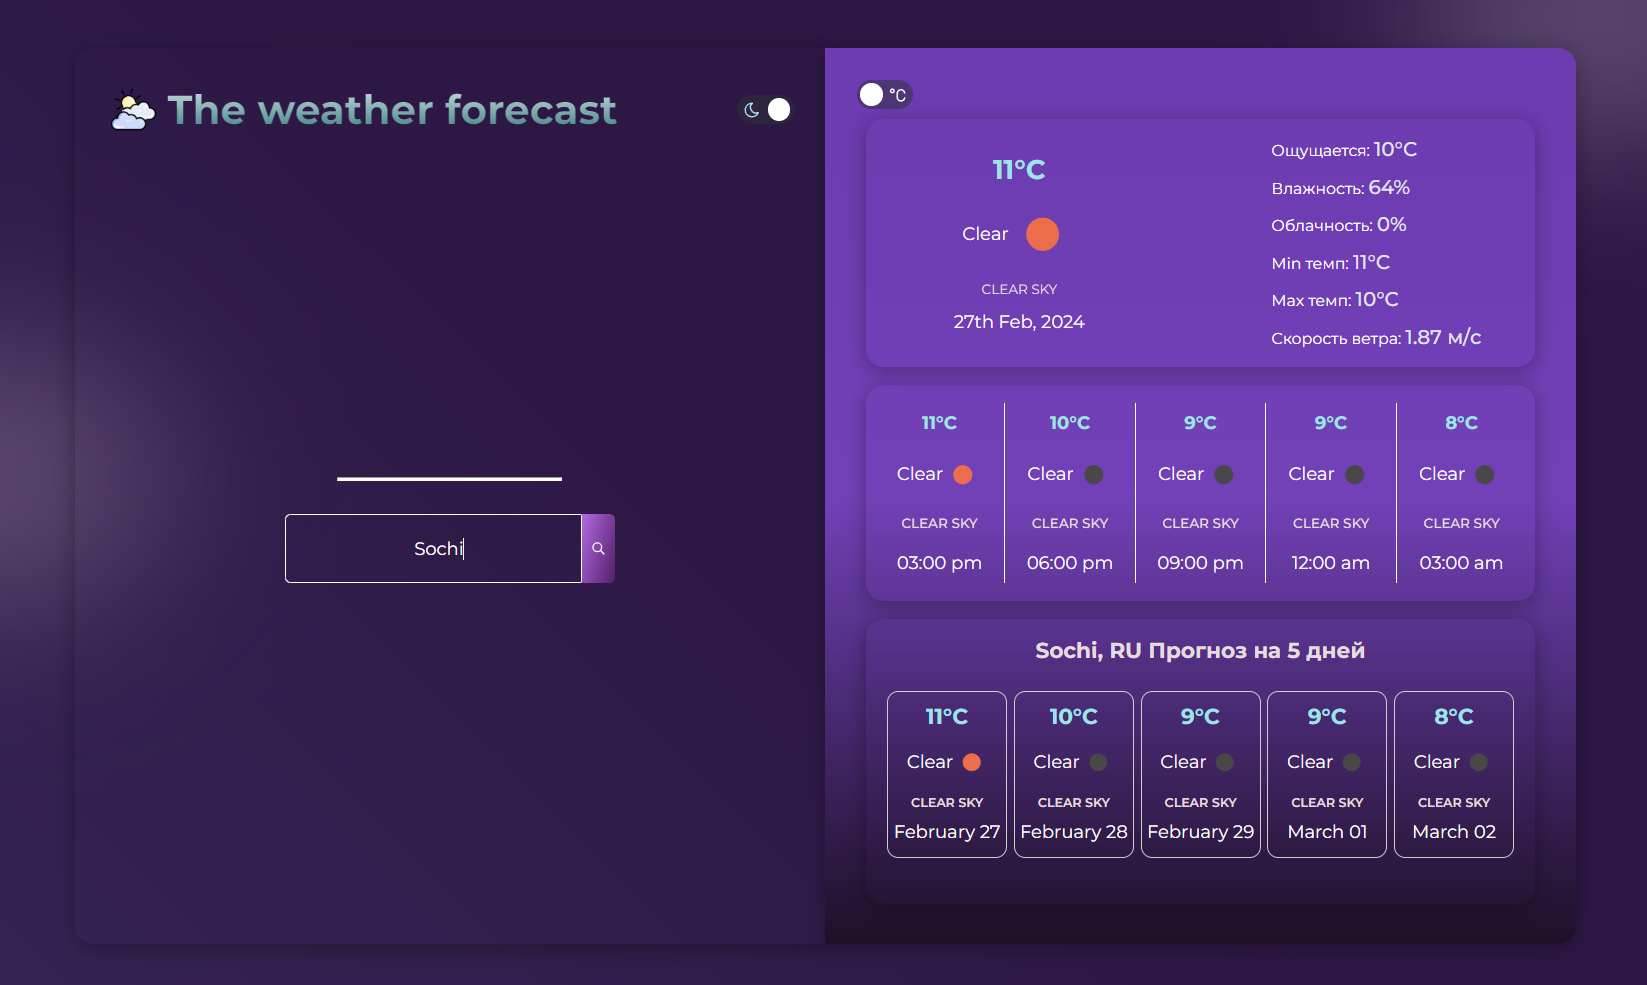 The weather forecast
°C
11°C
Clear
CLEAR SKY
27th Feb, 2024
Ощущается: 10°C
Влажность: 64%
Облачность: 0%
Min темп: 11°C
Max темп: 10°C
Скорость ветра: 1.87 м/с
11°C 10°C 9°C 9°C 8°C
Clear Clear Clear Clear Clear
CLEAR SKY CLEAR SKY CLEAR SKY CLEAR SKY CLEAR SKY
03:00 pm 06:00 pm 09:00 pm 12:00 am 03:00 am
Sochi
Sochi, RU Прогноз на 5 дней
11°C 10°C 9°C 9°C 8°C
Clear Clear Clear Clear Clear
CLEAR SKY CLEAR SKY CLEAR SKY CLEAR SKY CLEAR SKY
February 27 February 28 February 29 March 01 March 02